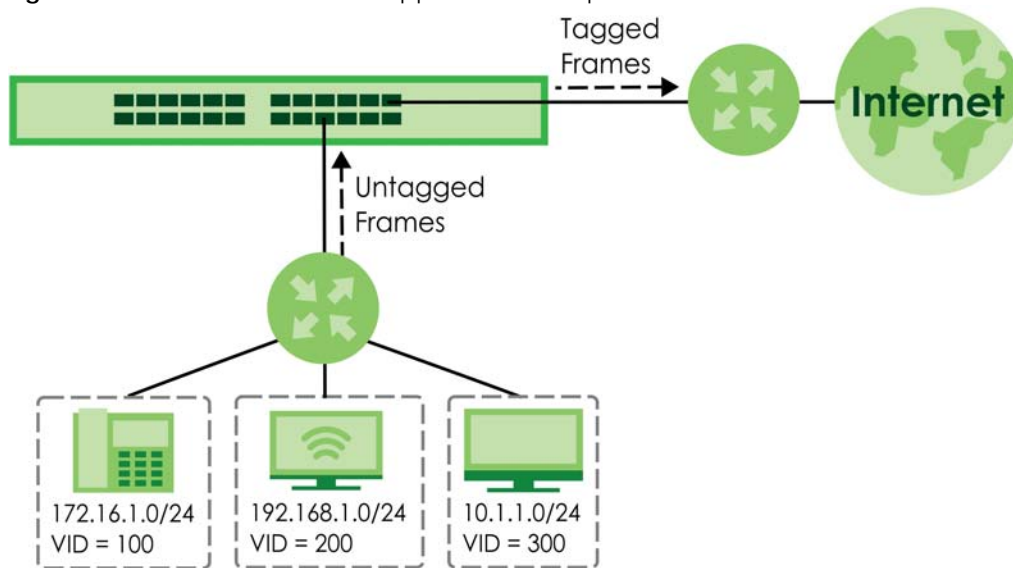 Tagged
Frames
Internet
Untagged
Frames
172.16.1.0/24
VID = 100
192.168.1.0/24
VID = 200
10.1.1.0/24
VID = 300